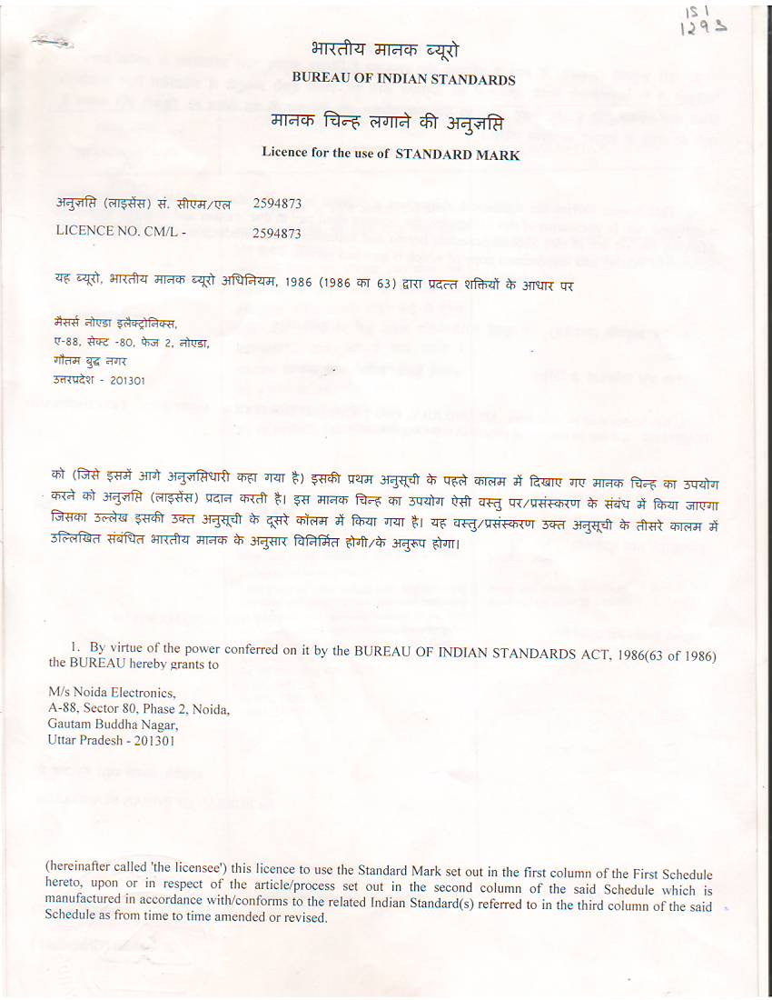 ISI
1293
भारतीय मानक ब्यूरो
BUREAU OF INDIAN STANDARDS
मानक चिन्ह लगाने की अनुज्ञप्ति
Licence for the use of STANDARD MARK
अनुज्ञप्ति (लाइसेंस) सं. सीएम/एल 2594873
LICENCE NO. CM/L - 2594873
यह ब्यूरो, भारतीय मानक ब्यूरो अधिनियम, 1986 (1986 का 63) द्वारा प्रदत्त शक्तियों के आधार पर
मैसर्स नोएडा इलैक्ट्रोनिक्स,
ए-88, सेक्ट -80, फेज 2, नोएडा,
गौतम बुद्ध नगर
उत्तरप्रदेश - 201301
को (जिसे इसमें आगे अनुज्ञप्तिधारी कहा गया है) इसकी प्रथम अनुसूची के पहले कालम में दिखाए गए मानक चिन्ह का उपयोग
करने को अनुज्ञप्ति (लाइसेंस) प्रदान करती है। इस मानक चिन्ह का उपयोग ऐसी वस्तु पर/प्रसंस्करण के संबंध में किया जाएगा
जिसका उल्लेख इसकी उक्त अनुसूची के दूसरे कॉलम में किया गया है। यह वस्तु/प्रसंस्करण उक्त अनुसूची के तीसरे कालम में
उल्लिखित संबंधित भारतीय मानक के अनुसार विनिर्मित होगी/के अनुरूप होगा।
1. By virtue of the power conferred on it by the BUREAU OF INDIAN STANDARDS ACT, 1986(63 of 1986)
the BUREAU hereby grants to
M/s Noida Electronics,
A-88, Sector 80, Phase 2, Noida,
Gautam Buddha Nagar,
Uttar Pradesh - 201301
(hereinafter called 'the licensee') this licence to use the Standard Mark set out in the first column of the First Schedule
hereto, upon or in respect of the article/process set out in the second column of the said Schedule which is
manufactured in accordance with/conforms to the related Indian Standard(s) referred to in the third column of the said
Schedule as from time to time amended or revised.